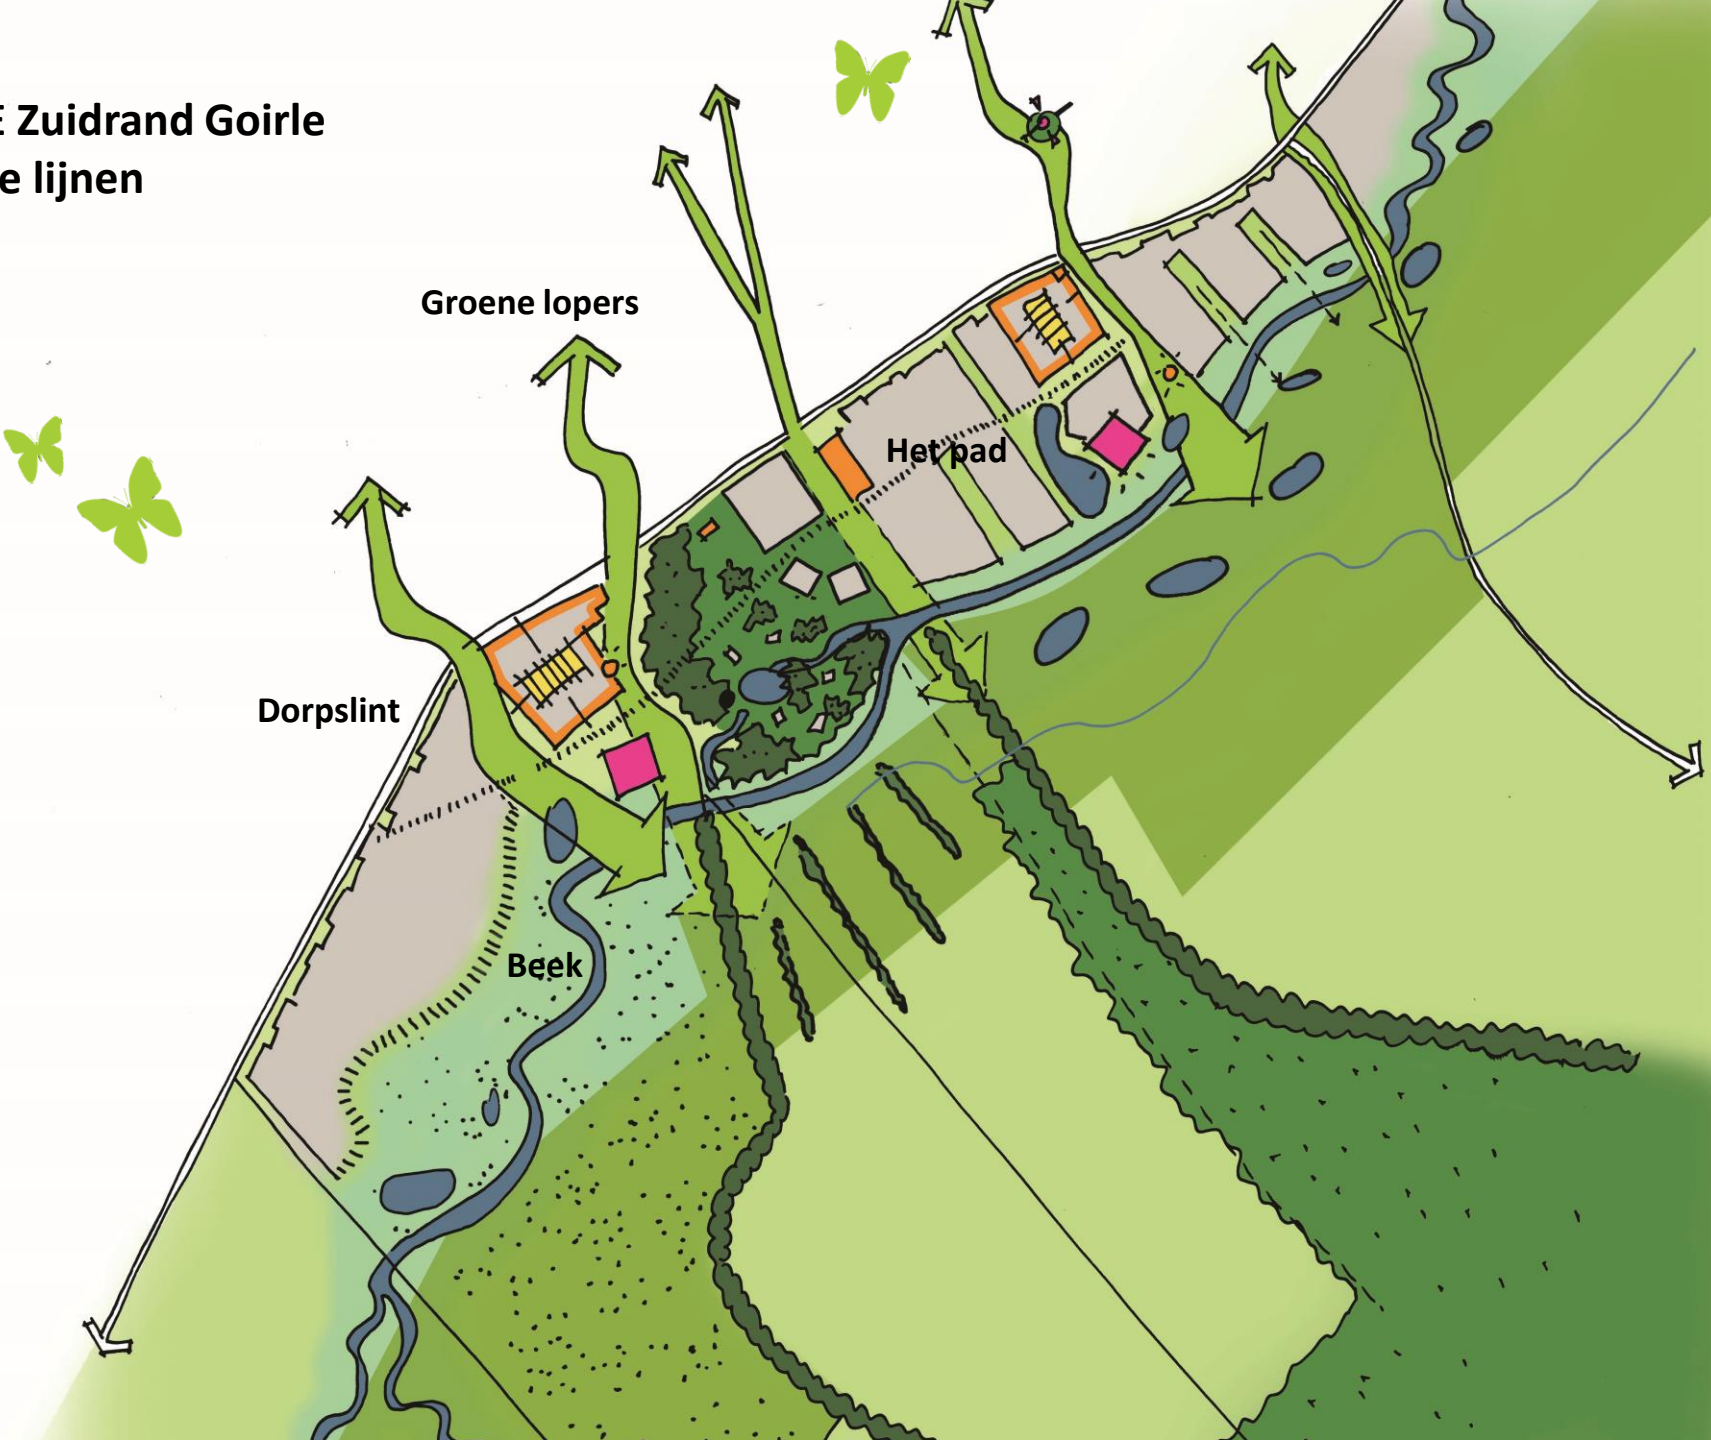 E Zuidrand Goirle
e lijnen
Groene lopers
Het pad
Dorpslint
Beek